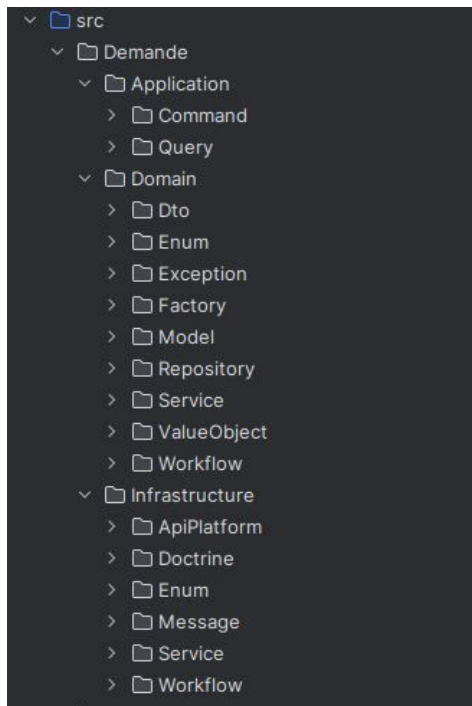 src
Demande
Application
Command
Query
Domain
Dto
Enum
Exception
Factory
Model
Repository
Service
ValueObject
Workflow
Infrastructure
ApiPlatform
Doctrine
Enum
Message
Service
Workflow